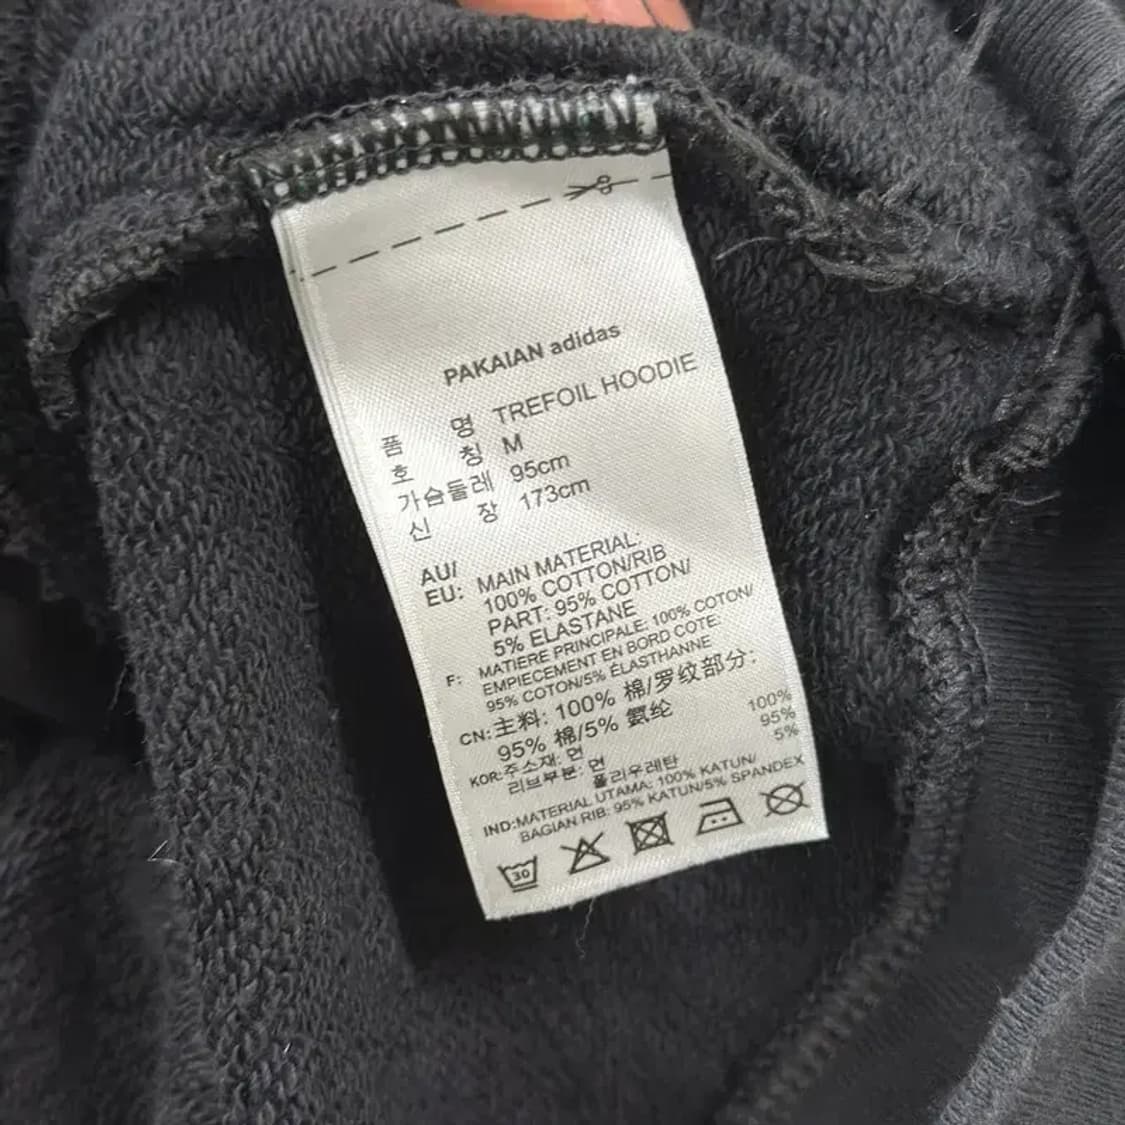 PAKAIAN adidas
품 명 TREFOIL HOODIE
호 칭 M
가슴둘레 95cm
신 장 173cm
AU/
EU: MAIN MATERIAL:
100% COTTON/RIB
PART: 95% COTTON/
5% ELASTANE
F: MATIERE PRINCIPALE: 100% COTON/
EMPIECEMENT EN BORD COTE:
95% COTON/5% ÉLASTHANNE
CN: 主料: 100% 棉/罗纹部分:
95% 棉/5% 氨纶
KOR: 주소재: 면 100%
리브부분: 면 95%
폴리우레탄 5%
IND: MATERIAL UTAMA: 100% KATUN/
BAGIAN RIB: 95% KATUN/5% SPANDEX
30